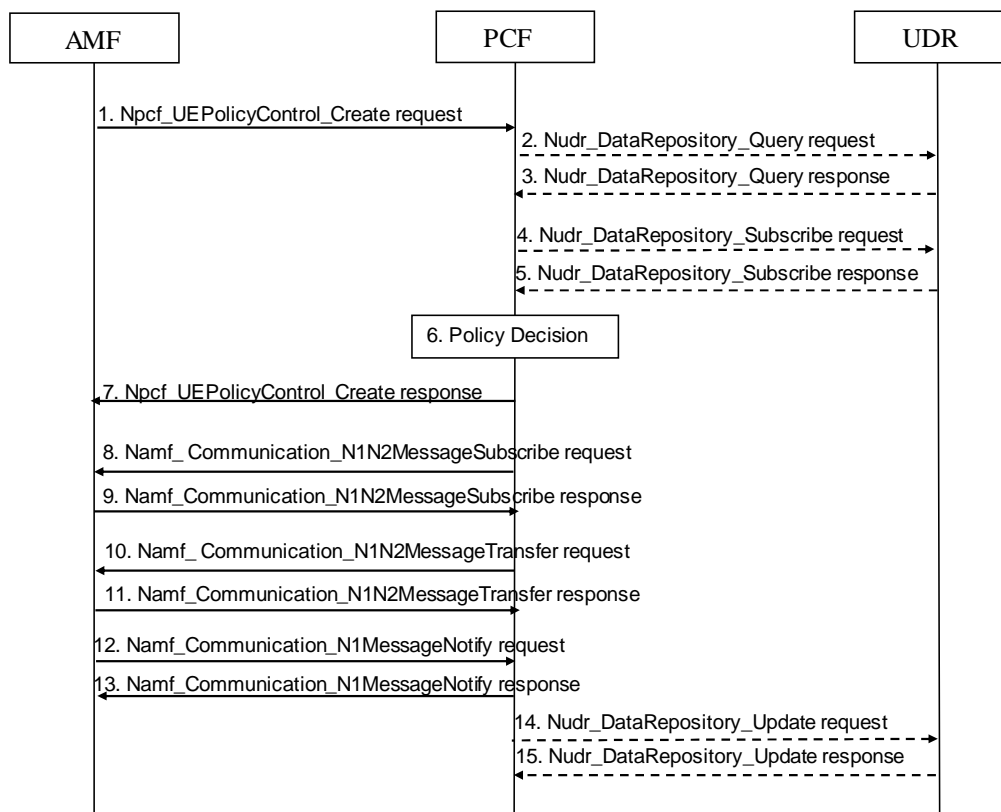 AMF
PCF
UDR
1. Npcf_UEPolicyControl_Create request
2. Nudr_DataRepository_Query request
3. Nudr_DataRepository_Query response
4. Nudr_DataRepository_Subscribe request
5. Nudr_DataRepository_Subscribe response
6. Policy Decision
7. Npcf_UEPolicyControl_Create response
8. Namf_ Communication_N1N2MessageSubscribe request
9. Namf_Communication_N1N2MessageSubscribe response
10. Namf_ Communication_N1N2MessageTransfer request
11. Namf_Communication_N1N2MessageTransfer response
12. Namf_Communication_N1MessageNotify request
13. Namf_Communication_N1MessageNotify response
14. Nudr_DataRepository_Update request
15. Nudr_DataRepository_Update response